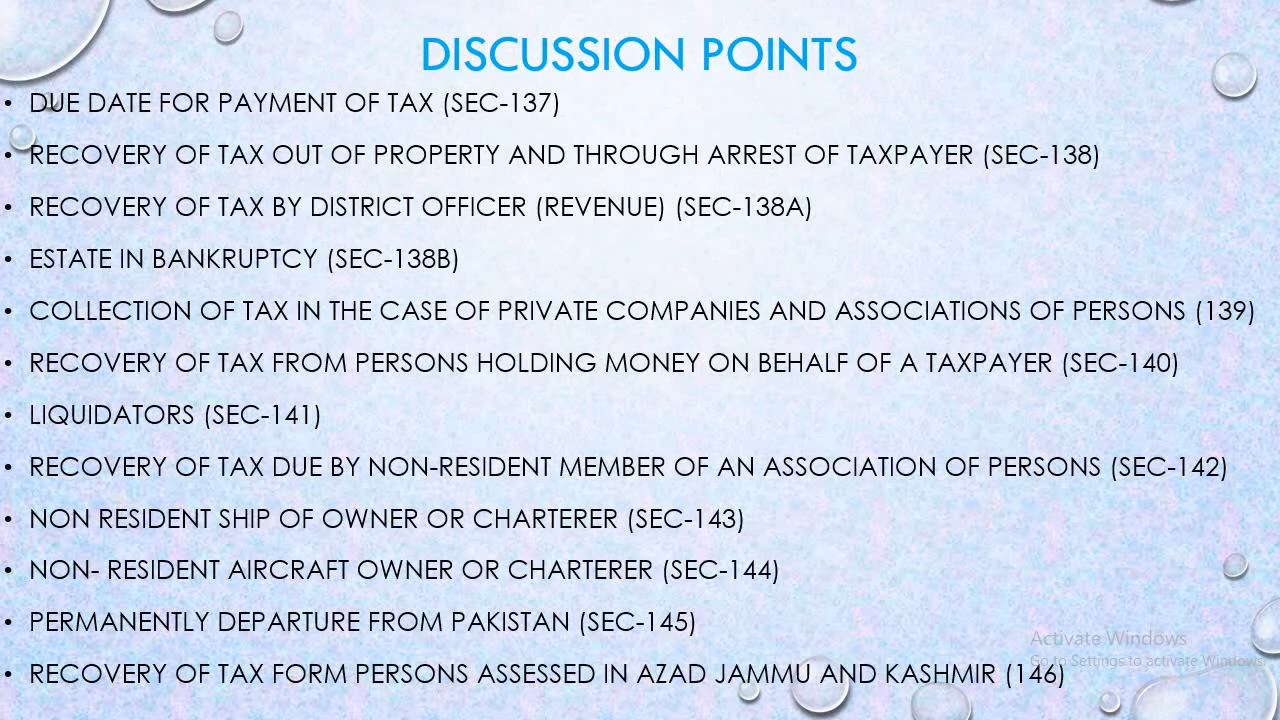 DISCUSSION POINTS
• DUE DATE FOR PAYMENT OF TAX (SEC-137)
• RECOVERY OF TAX OUT OF PROPERTY AND THROUGH ARREST OF TAXPAYER (SEC-138)
• RECOVERY OF TAX BY DISTRICT OFFICER (REVENUE) (SEC-138A)
• ESTATE IN BANKRUPTCY (SEC-138B)
• COLLECTION OF TAX IN THE CASE OF PRIVATE COMPANIES AND ASSOCIATIONS OF PERSONS (139)
• RECOVERY OF TAX FROM PERSONS HOLDING MONEY ON BEHALF OF A TAXPAYER (SEC-140)
• LIQUIDATORS (SEC-141)
• RECOVERY OF TAX DUE BY NON-RESIDENT MEMBER OF AN ASSOCIATION OF PERSONS (SEC-142)
• NON RESIDENT SHIP OF OWNER OR CHARTERER (SEC-143)
• NON- RESIDENT AIRCRAFT OWNER OR CHARTERER (SEC-144)
• PERMANENTLY DEPARTURE FROM PAKISTAN (SEC-145)
Activate Windows
Go to Settings to activate Windows.
• RECOVERY OF TAX FORM PERSONS ASSESSED IN AZAD JAMMU AND KASHMIR (146)